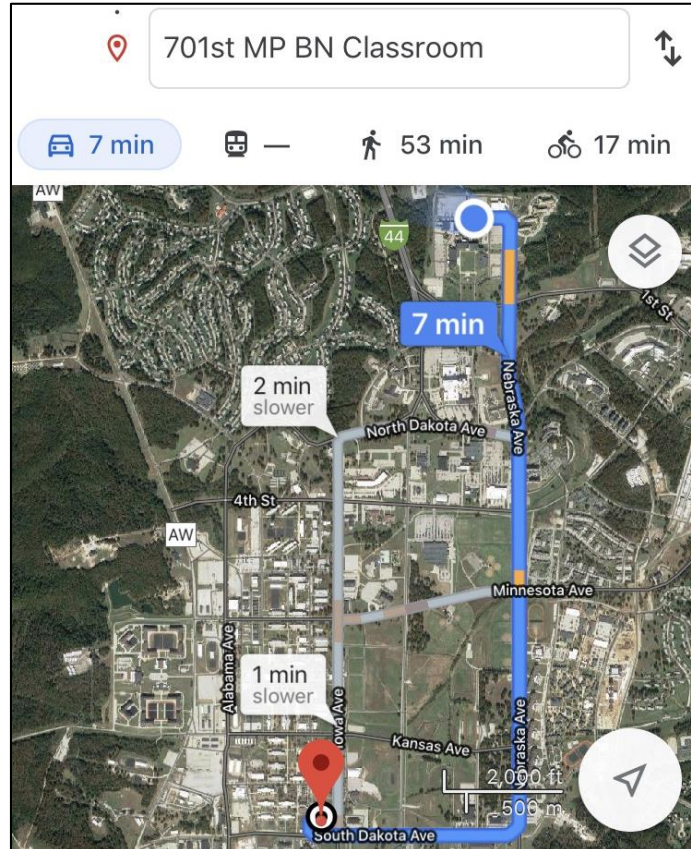 701st MP BN Classroom
7 min
—
53 min
17 min
AW
44
1st St
7 min
Nebraska Ave
2 min
slower
North Dakota Ave
4th St
AW
Minnesota Ave
Alabama Ave
1 min
slower
Iowa Ave
Kansas Ave
Nebraska Ave
2,000 ft
500 m
South Dakota Ave